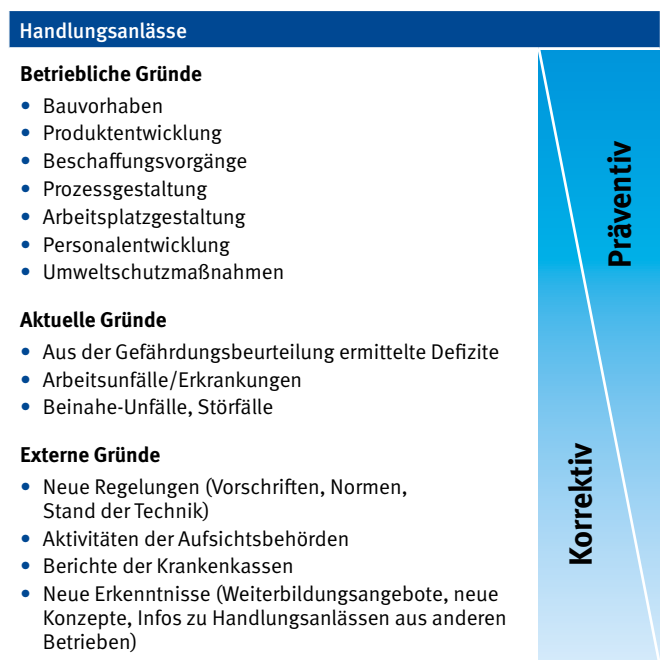 Handlungsanlässe
Betriebliche Gründe
• Bauvorhaben
• Produktentwicklung
• Beschaffungsvorgänge
• Prozessgestaltung
• Arbeitsplatzgestaltung
• Personalentwicklung
• Umweltschutzmaßnahmen
Aktuelle Gründe
• Aus der Gefährdungsbeurteilung ermittelte Defizite
• Arbeitsunfälle/Erkrankungen
• Beinahe-Unfälle, Störfälle
Externe Gründe
• Neue Regelungen (Vorschriften, Normen,
Stand der Technik)
• Aktivitäten der Aufsichtsbehörden
• Berichte der Krankenkassen
• Neue Erkenntnisse (Weiterbildungsangebote, neue
Konzepte, Infos zu Handlungsanlässen aus anderen
Betrieben)
Präventiv
Korrektiv